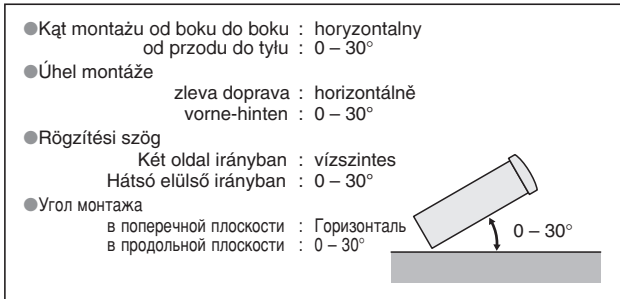 ●Kąt montażu od boku do boku : horyzontalny
od przodu do tyłu : 0 – 30°
●Úhel montáže
zleva doprava : horizontálně
vorne-hinten : 0 – 30°
●Rögzítési szög
Két oldal irányban : vízszintes
Hátsó elülső irányban : 0 – 30°
●Угол монтажа
в поперечной плоскости : Горизонталь
в продольной плоскости : 0 – 30°
0 – 30°